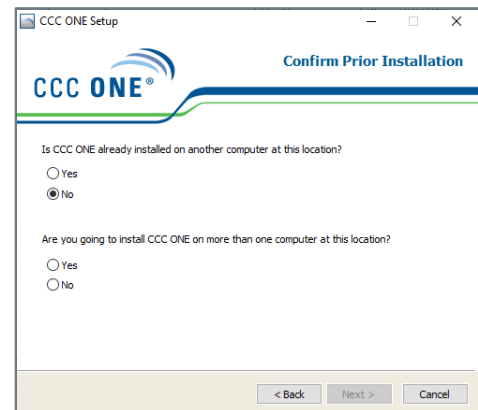 CCC ONE Setup
Confirm Prior Installation
CCC ONE®
Is CCC ONE already installed on another computer at this location?
Yes
No
Are you going to install CCC ONE on more than one computer at this location?
Yes
No
< Back Next > Cancel